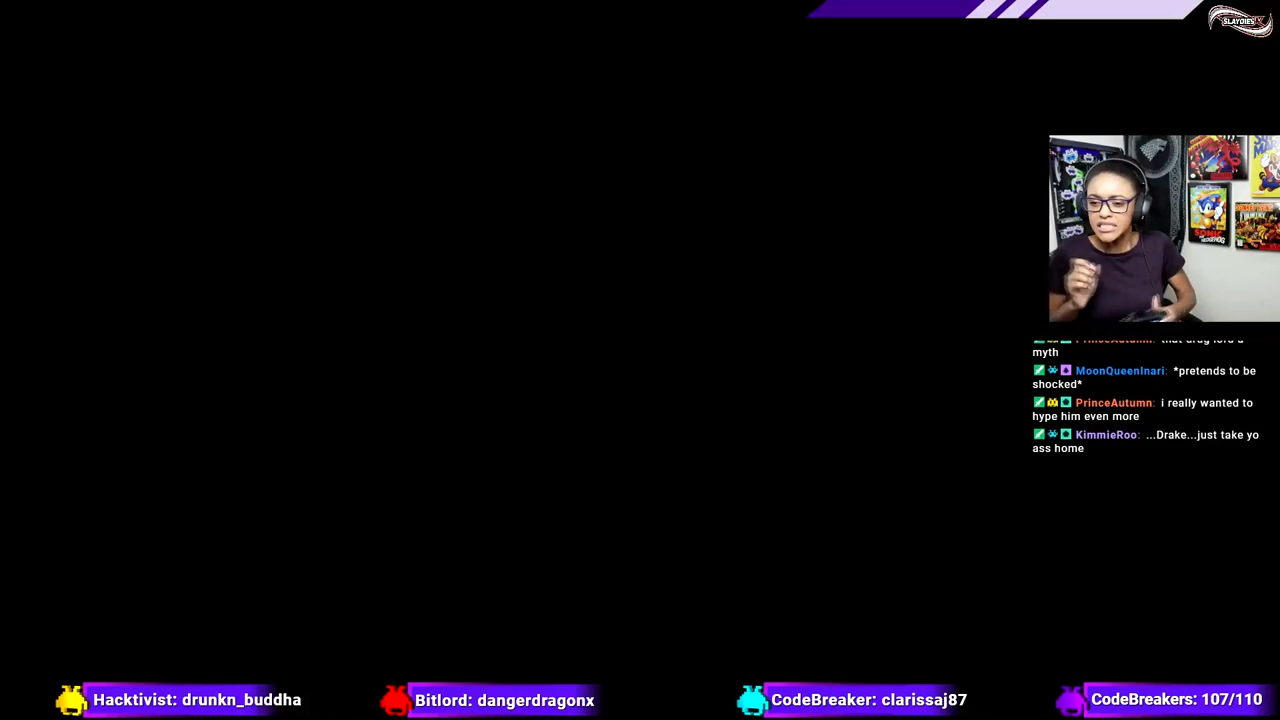 SLAYDIES
myth
MoonQueenInari: *pretends to be
shocked*
PrinceAutumn: i really wanted to
hype him even more
KimmieRoo: ...Drake...just take yo
ass home
SONIC
Hacktivist: drunkn_buddha
Bitlord: dangerdragonx
CodeBreaker: clarissaj87
CodeBreakers: 107/110